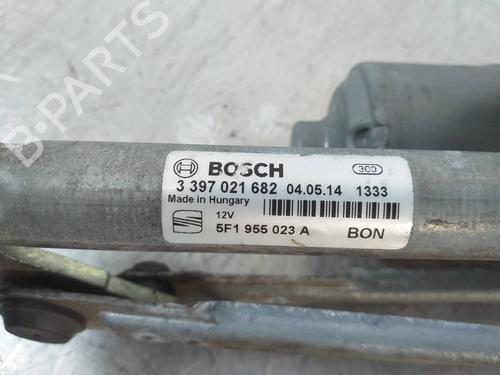 B-Parts
BOSCH 300
3 397 021 682 04.05.14 1333
Made in Hungary
12V
5F1 955 023 A BON